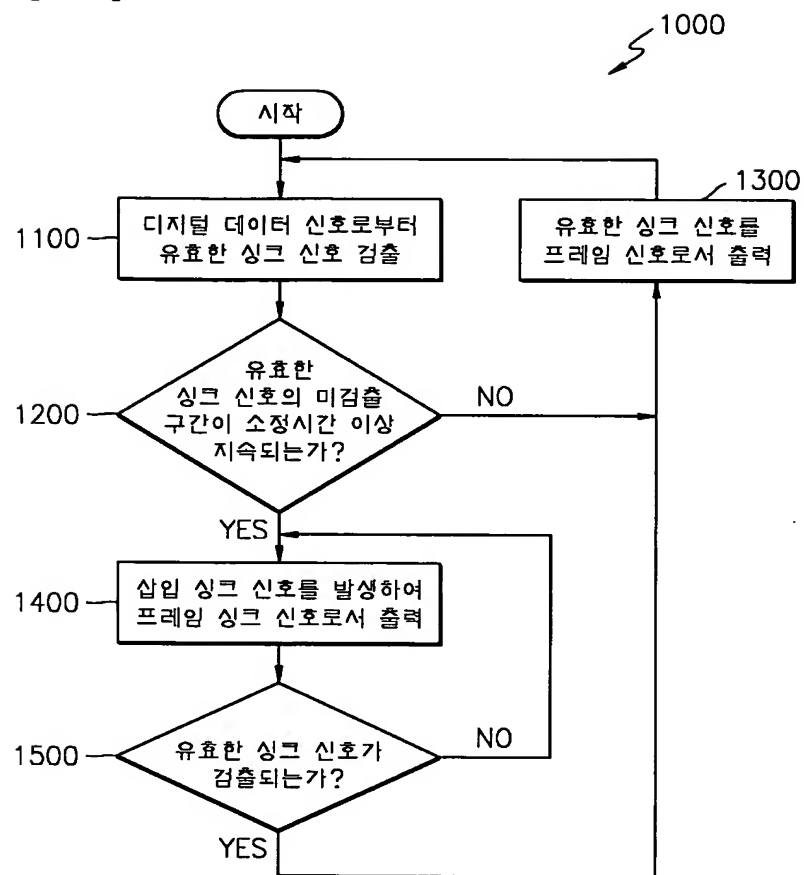 1000
시작
1300
1100
디지털 데이터 신호로부터
유효한 싱크 신호 검출
유효한 싱크 신호를
프레임 신호로서 출력
1200
유효한
싱크 신호의 미검출
구간이 소정시간 이상
지속되는가?
NO
YES
1400
삽입 싱크 신호를 발생하여
프레임 싱크 신호로서 출력
1500
유효한 싱크 신호가
검출되는가?
NO
YES